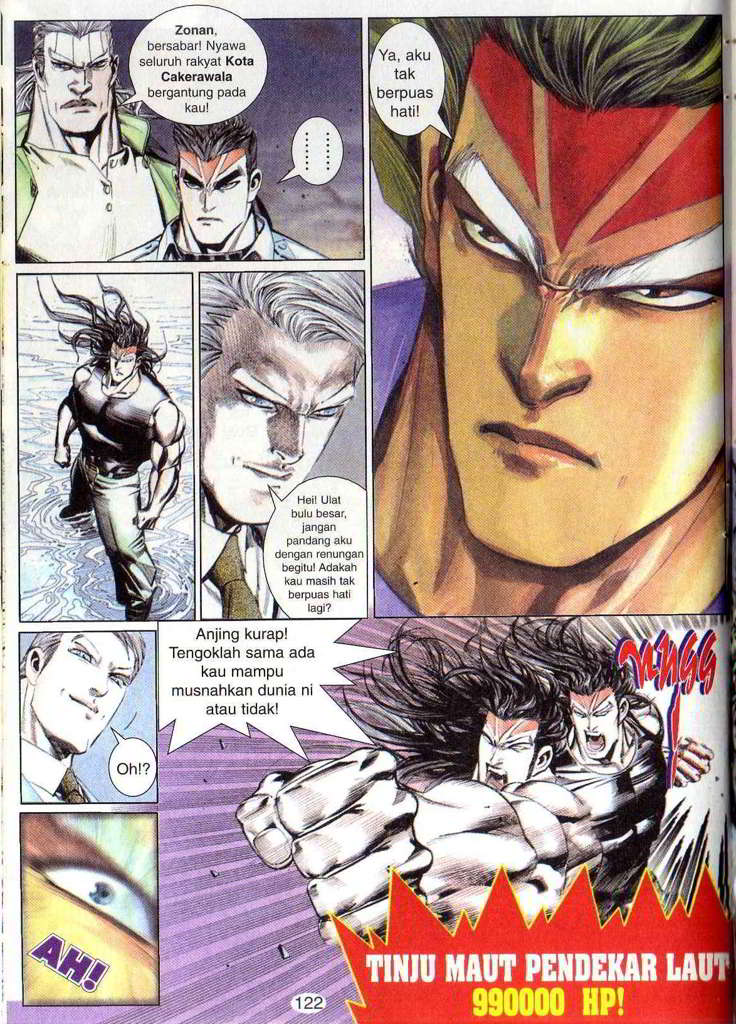 Zonan,
bersabar! Nyawa
seluruh rakyat Kota
Cakerawala
bergantung pada
kau!
.......
Ya, aku
tak
berpuas
hati!
Hei! Ulat
bulu besar,
jangan
pandang aku
dengan renungan
begitu! Adakah
kau masih tak
berpuas hati
lagi?
Oh!?
Anjing kurap!
Tengoklah sama ada
kau mampu
musnahkan dunia ni
atau tidak!
AH!
TINJU MAUT PENDEKAR LAUT
990000 HP!
122